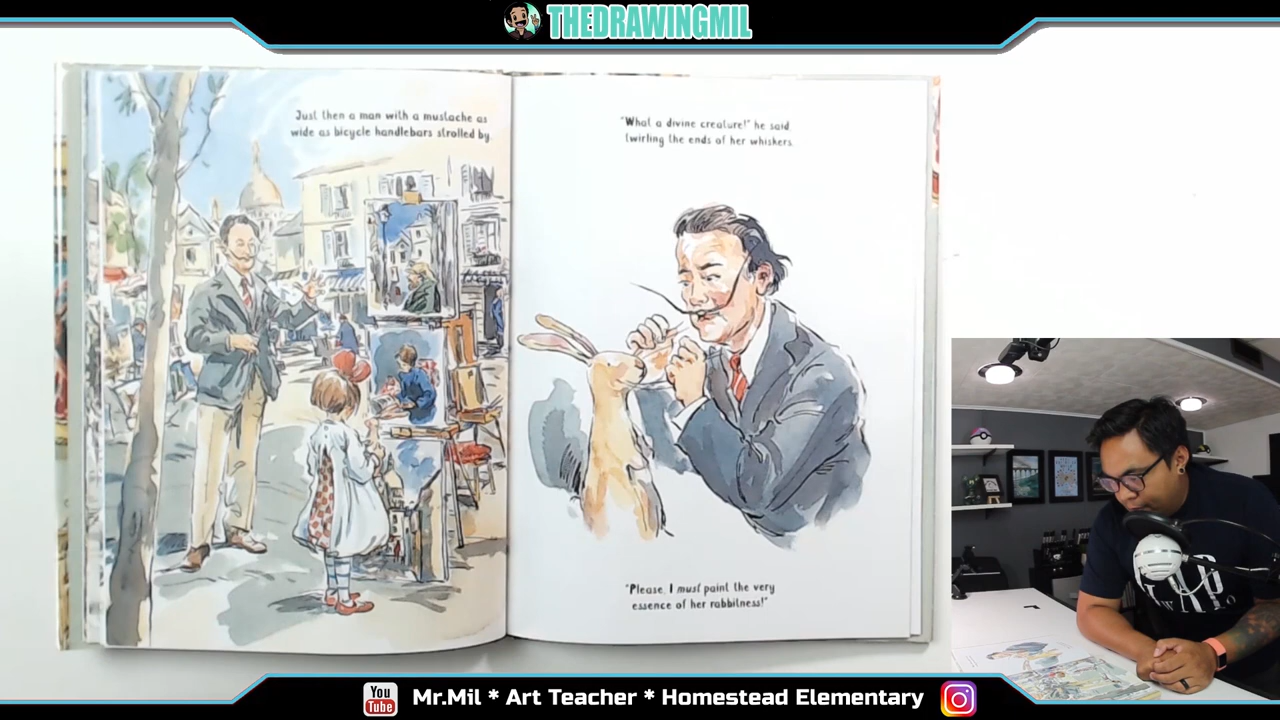 THEDRAWINGMIL
Just then a man with a mustache as
wide as bicycle handlebars strolled by.
"What a divine creature!" he said
twirling the ends of her whiskers.
"Please. I must paint the very
essence of her rabbitness!"
You
Tube
Mr.Mil * Art Teacher * Homestead Elementary